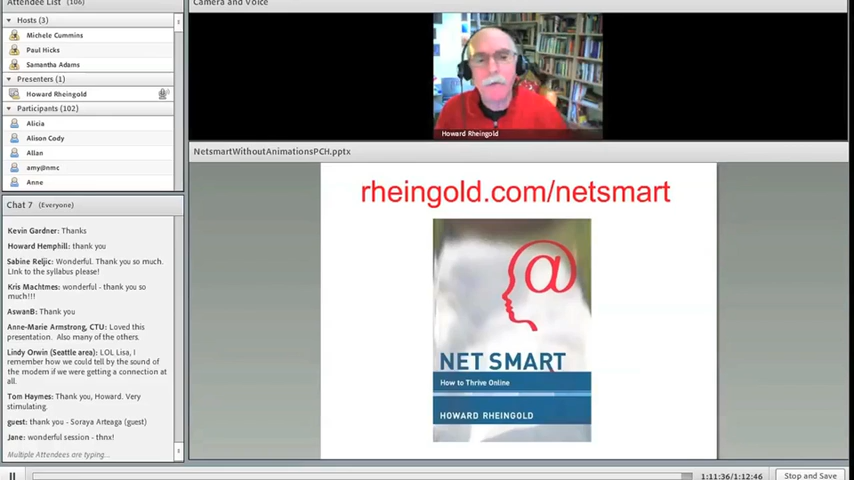 Attendee List (106)
Hosts (3)
Michele Cummins
Paul Hicks
Samantha Adams
Presenters (1)
Howard Rheingold
Participants (102)
Alicia
Alison Cody
Allan
amy@nmc
Anne
Chat 7 (Everyone)
Kevin Gardner: Thanks
Howard Hemphill: thank you
Sabine Reljic: Wonderful. Thank you so much.
LInk to the syllabus please!
Kris Machtmes: wonderful - thank you so
much!!!
AswanB: Thank you
Anne-Marie Armstrong, CTU: Loved this
presentation. Also many of the others.
Lindy Orwin (Seattle area): LOL Lisa, I
remember how we could tell by the sound of
the modem if we were getting a connection at
all.
Tom Haymes: Thank you, Howard. Very
stimulating.
guest: thank you - Soraya Arteaga (guest)
Jane: wonderful session - thnx!
Multiple Attendees are typing...
Camera and Voice
Howard Rheingold
NetsmartWithoutAnimationsPCH.pptx
rheingold.com/netsmart
@
NET SMART
How to Thrive Online
HOWARD RHEINGOLD
1:11:36/1:12:46
Stop and Save